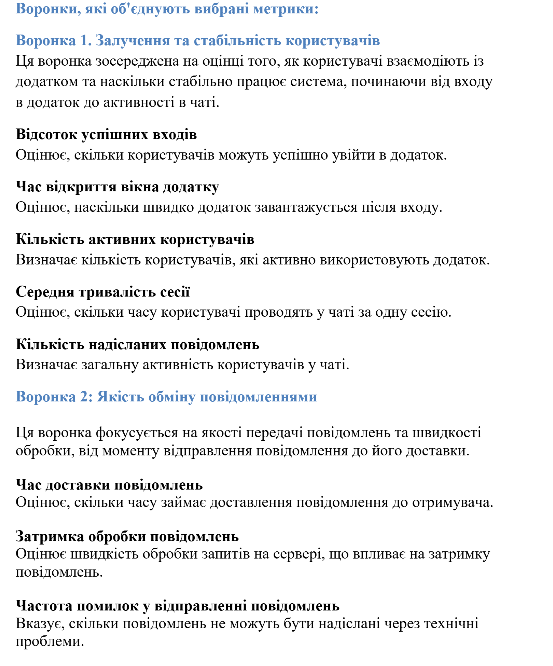 Воронки, які об'єднують вибрані метрики:
Воронка 1. Залучення та стабільність користувачів
Ця воронка зосереджена на оцінці того, як користувачі взаємодіють із
додатком та наскільки стабільно працює система, починаючи від входу
в додаток до активності в чаті.
Відсоток успішних входів
Оцінює, скільки користувачів можуть успішно увійти в додаток.
Час відкриття вікна додатку
Оцінює, наскільки швидко додаток завантажується після входу.
Кількість активних користувачів
Визначає кількість користувачів, які активно використовують додаток.
Середня тривалість сесії
Оцінює, скільки часу користувачі проводять у чаті за одну сесію.
Кількість надісланих повідомлень
Визначає загальну активність користувачів у чаті.
Воронка 2: Якість обміну повідомленнями
Ця воронка фокусується на якості передачі повідомлень та швидкості
обробки, від моменту відправлення повідомлення до його доставки.
Час доставки повідомлень
Оцінює, скільки часу займає доставлення повідомлення до отримувача.
Затримка обробки повідомлень
Оцінює швидкість обробки запитів на сервері, що впливає на затримку
повідомлень.
Частота помилок у відправленні повідомлень
Вказує, скільки повідомлень не можуть бути надіслані через технічні
проблеми.